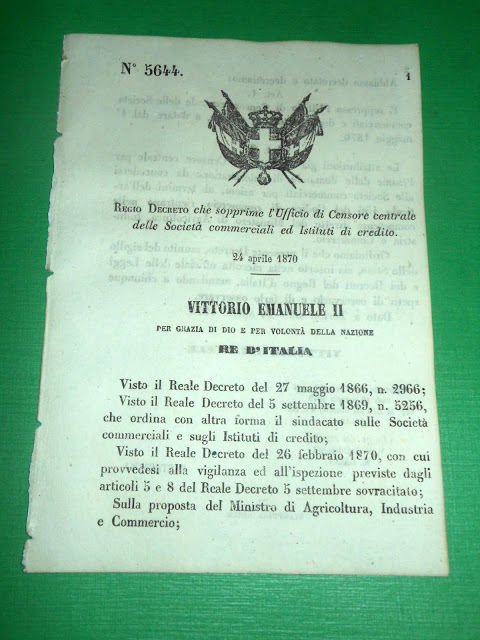 N° 5644.
1
REGIO DECRETO che sopprime l'Ufficio di Censore centrale
delle Società commerciali ed Istituti di credito.
24 aprile 1870
VITTORIO EMANUELE II
PER GRAZIA DI DIO E PER VOLONTÀ DELLA NAZIONE
RE D'ITALIA
Visto il Reale Decreto del 27 maggio 1866, n. 2966;
Visto il Reale Decreto del 5 settembre 1869, n. 5256,
che ordina con altra forma il sindacato sulle Società
commerciali e sugli Istituti di credito;
Visto il Reale Decreto del 26 febbraio 1870, con cui
provvedesi alla vigilanza ed all'ispezione previste dagli
articoli 5 e 8 del Reale Decreto 5 settembre sovracitato;
Sulla proposta del Ministro di Agricoltura, Industria
e Commercio;